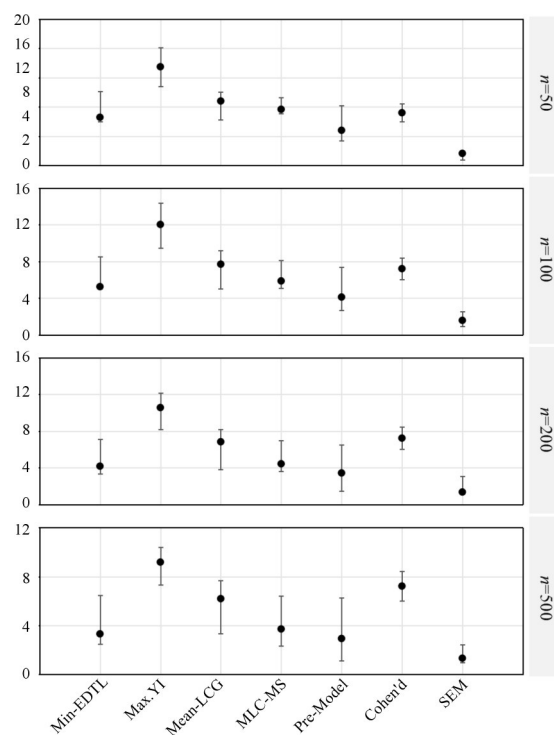 20
16
12
8
4
2
0
n=50
16
12
8
4
0
n=100
16
12
8
4
0
n=200
12
8
4
0
n=500
Min-EDTL
Max.YI
Mean-LCG
MLC-MS
Pre-Model
Cohen'd
SEM